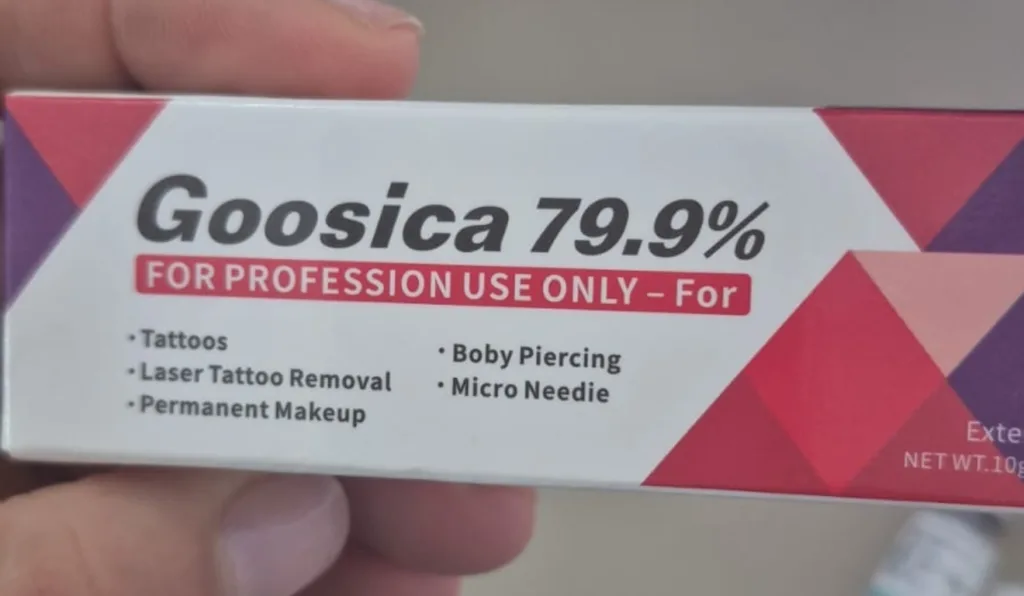 Goosica 79.9%
FOR PROFESSION USE ONLY – For
· Tattoos
· Laser Tattoo Removal
· Permanent Makeup
· Boby Piercing
· Micro Needie
Exte
NET WT.10g